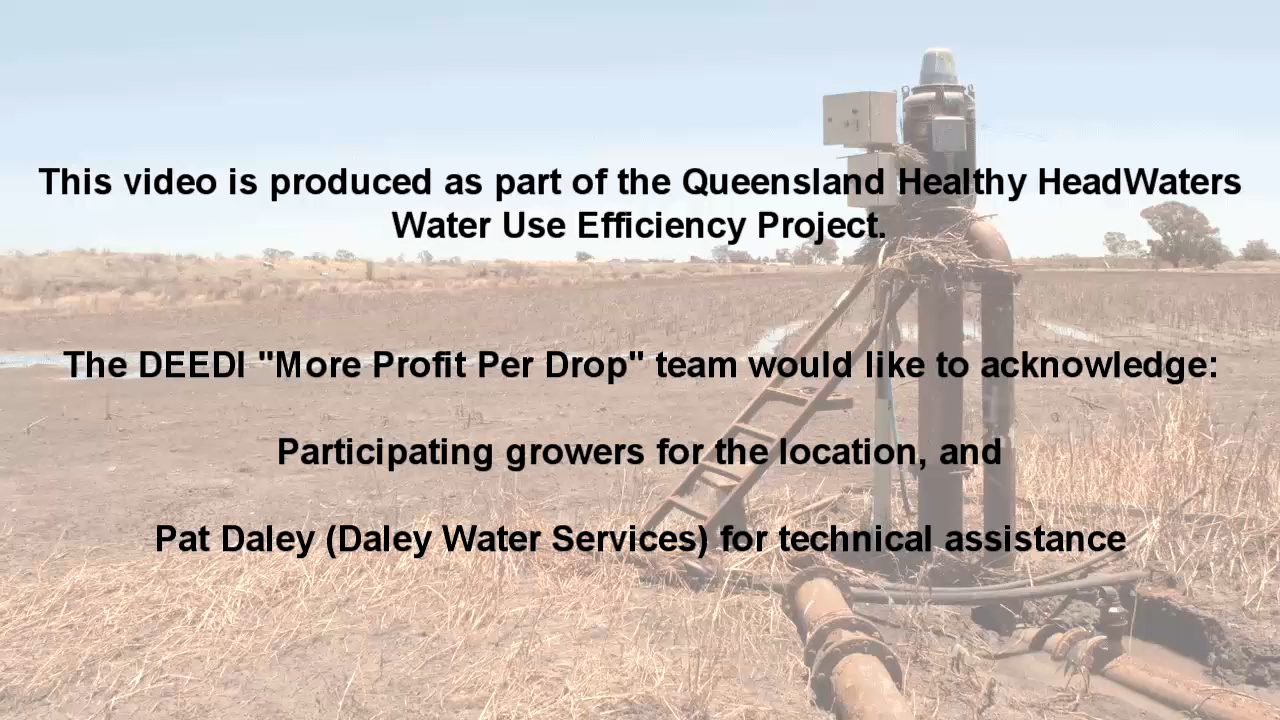 This video is produced as part of the Queensland Healthy HeadWaters
Water Use Efficiency Project.
The DEEDI "More Profit Per Drop" team would like to acknowledge:
Participating growers for the location, and
Pat Daley (Daley Water Services) for technical assistance